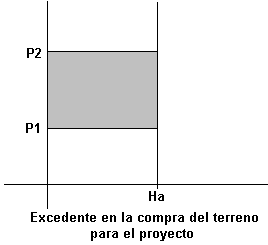 P2
P1
Ha
Excedente en la compra del terreno
para el proyecto